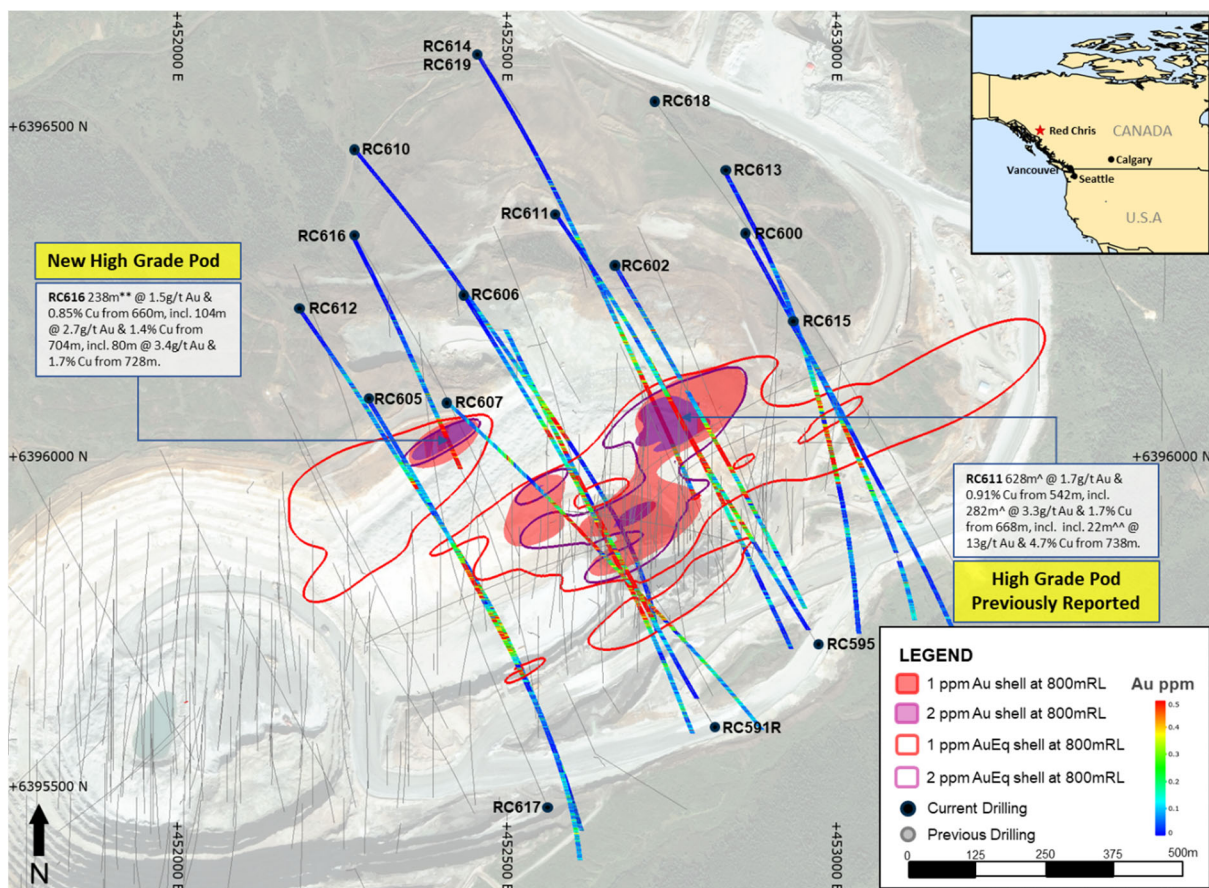 +452000 E
+452500 E
+453000 E
RC614
RC619
RC618
+6396500 N
RC610
RC613
RC611
RC616
RC600
RC602
RC606
RC612
RC615
RC605
RC607
CANADA
Red Chris
Calgary
Vancouver
Seattle
U.S.A
New High Grade Pod
RC616 238m** @ 1.5g/t Au &
0.85% Cu from 660m, incl. 104m
@ 2.7g/t Au & 1.4% Cu from
704m, incl. 80m @ 3.4g/t Au &
1.7% Cu from 728m.
+6396000 N
+6396000 N
RC611 628m^ @ 1.7g/t Au &
0.91% Cu from 542m, incl.
282m^ @ 3.3g/t Au & 1.7% Cu
from 668m, incl. incl. 22m^^ @
13g/t Au & 4.7% Cu from 738m.
High Grade Pod
Previously Reported
RC595
RC591R
+6395500 N
RC617
+452000 E
+452500 E
+453000 E
N
LEGEND
1 ppm Au shell at 800mRL
2 ppm Au shell at 800mRL
1 ppm AuEq shell at 800mRL
2 ppm AuEq shell at 800mRL
Current Drilling
Previous Drilling
Au ppm
0.5
0.4
0.2
0.1
0
0 125 250 375 500m